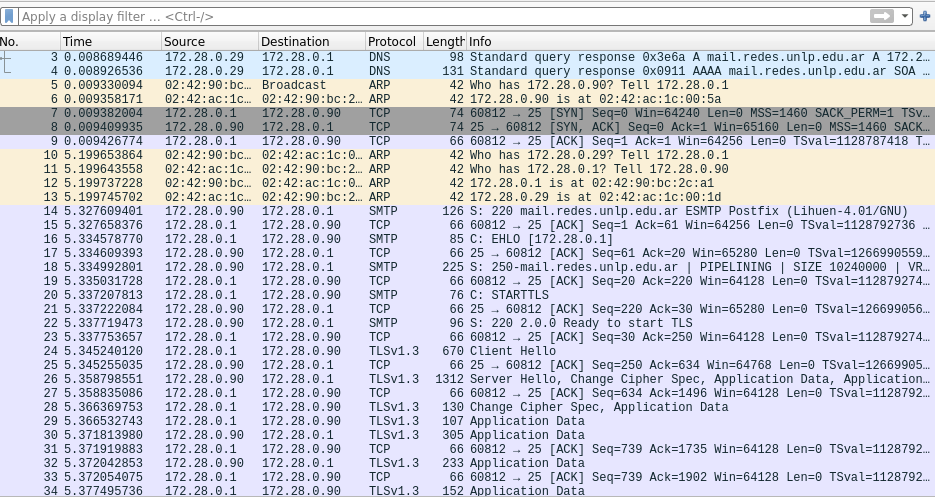 Apply a display filter … <Ctrl-/>
No. Time Source Destination Protocol Length Info
3 0.008689446 172.28.0.29 172.28.0.1 DNS 98 Standard query response 0x3e6a A mail.redes.unlp.edu.ar A 172.2…
4 0.008926536 172.28.0.29 172.28.0.1 DNS 131 Standard query response 0x0911 AAAA mail.redes.unlp.edu.ar SOA …
5 0.009330094 02:42:90:bc… Broadcast ARP 42 Who has 172.28.0.90? Tell 172.28.0.1
6 0.009358171 02:42:ac:1c… 02:42:90:bc:2… ARP 42 172.28.0.90 is at 02:42:ac:1c:00:5a
7 0.009382004 172.28.0.1 172.28.0.90 TCP 74 60812 → 25 [SYN] Seq=0 Win=64240 Len=0 MSS=1460 SACK_PERM=1 TSv…
8 0.009409935 172.28.0.90 172.28.0.1 TCP 74 25 → 60812 [SYN, ACK] Seq=0 Ack=1 Win=65160 Len=0 MSS=1460 SACK…
9 0.009426774 172.28.0.1 172.28.0.90 TCP 66 60812 → 25 [ACK] Seq=1 Ack=1 Win=64256 Len=0 TSval=1128787418 T…
10 5.199653864 02:42:90:bc… 02:42:ac:1c:0… ARP 42 Who has 172.28.0.29? Tell 172.28.0.1
11 5.199643558 02:42:ac:1c… 02:42:90:bc:2… ARP 42 Who has 172.28.0.1? Tell 172.28.0.90
12 5.199737228 02:42:90:bc… 02:42:ac:1c:0… ARP 42 172.28.0.1 is at 02:42:90:bc:2c:a1
13 5.199745702 02:42:ac:1c… 02:42:90:bc:2… ARP 42 172.28.0.29 is at 02:42:ac:1c:00:1d
14 5.327609401 172.28.0.90 172.28.0.1 SMTP 126 S: 220 mail.redes.unlp.edu.ar ESMTP Postfix (Lihuen-4.01/GNU)
15 5.327658376 172.28.0.1 172.28.0.90 TCP 66 60812 → 25 [ACK] Seq=1 Ack=61 Win=64256 Len=0 TSval=1128792736 …
16 5.334578770 172.28.0.1 172.28.0.90 SMTP 85 C: EHLO [172.28.0.1]
17 5.334609393 172.28.0.90 172.28.0.1 TCP 66 25 → 60812 [ACK] Seq=61 Ack=20 Win=65280 Len=0 TSval=1266990559…
18 5.334992801 172.28.0.90 172.28.0.1 SMTP 225 S: 250-mail.redes.unlp.edu.ar | PIPELINING | SIZE 10240000 | VR…
19 5.335031728 172.28.0.1 172.28.0.90 TCP 66 60812 → 25 [ACK] Seq=20 Ack=220 Win=64128 Len=0 TSval=112879274…
20 5.337207813 172.28.0.1 172.28.0.90 SMTP 76 C: STARTTLS
21 5.337222084 172.28.0.90 172.28.0.1 TCP 66 25 → 60812 [ACK] Seq=220 Ack=30 Win=65280 Len=0 TSval=126699056…
22 5.337719473 172.28.0.90 172.28.0.1 SMTP 96 S: 220 2.0.0 Ready to start TLS
23 5.337753657 172.28.0.1 172.28.0.90 TCP 66 60812 → 25 [ACK] Seq=30 Ack=250 Win=64128 Len=0 TSval=112879274…
24 5.345240120 172.28.0.1 172.28.0.90 TLSv1.3 670 Client Hello
25 5.345255035 172.28.0.90 172.28.0.1 TCP 66 25 → 60812 [ACK] Seq=250 Ack=634 Win=64768 Len=0 TSval=12669905…
26 5.358798551 172.28.0.90 172.28.0.1 TLSv1.3 1312 Server Hello, Change Cipher Spec, Application Data, Application…
27 5.358835086 172.28.0.1 172.28.0.90 TCP 66 60812 → 25 [ACK] Seq=634 Ack=1496 Win=64128 Len=0 TSval=1128792…
28 5.366369753 172.28.0.1 172.28.0.90 TLSv1.3 130 Change Cipher Spec, Application Data
29 5.366532743 172.28.0.1 172.28.0.90 TLSv1.3 107 Application Data
30 5.371813980 172.28.0.90 172.28.0.1 TLSv1.3 305 Application Data
31 5.371919883 172.28.0.1 172.28.0.90 TCP 66 60812 → 25 [ACK] Seq=739 Ack=1735 Win=64128 Len=0 TSval=1128792…
32 5.372042853 172.28.0.90 172.28.0.1 TLSv1.3 233 Application Data
33 5.372054075 172.28.0.1 172.28.0.90 TCP 66 60812 → 25 [ACK] Seq=739 Ack=1902 Win=64128 Len=0 TSval=1128792…
34 5.377495736 172.28.0.1 172.28.0.90 TLSv1.3 152 Application Data